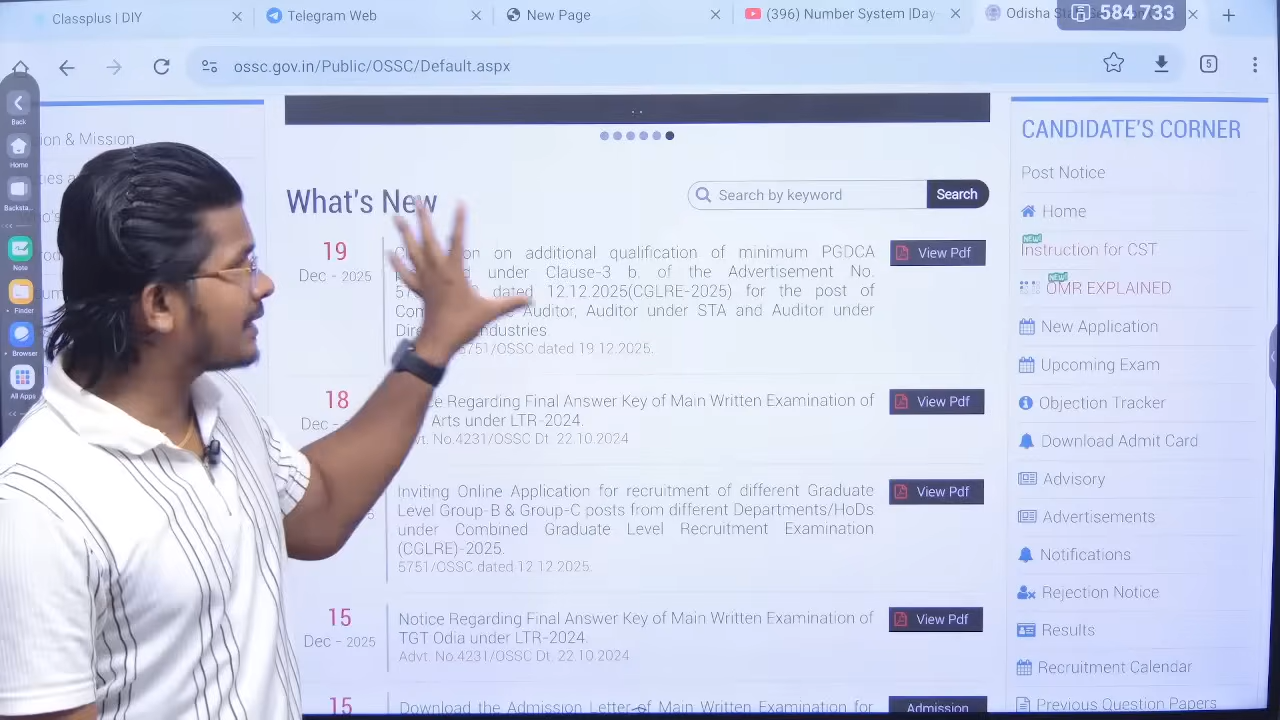 Classplus | DIY
Telegram Web
New Page
(396) Number System |Day
Odisha
584 733
ossc.gov.in/Public/OSSC/Default.aspx
5
Back
Home
Backsta..
Note
Finder
Browser
All Apps
& Mission
What's New
Search by keyword
Search
19
Dec - 2025
on additional qualification of minimum PGDCA
under Clause-3 b of the Advertisement No.
dated 12.12.2025(CGLRE-2025) for the post of
Auditor, Auditor under STA and Auditor under
Industries
/OSSC dated 19.12.2025.
View Pdf
18
Regarding Final Answer Key of Main Written Examination of
Arts under LTR-2024.
Advt. No.4231/OSSC Dt. 22.10.2024
View Pdf
Inviting Online Application for recruitment of different Graduate
Level Group-B & Group-C posts from different Departments/HoDs
under Combined Graduate Level Recruitment Examination
(CGLRE)-2025.
5751/OSSC dated 12.12.2025.
View Pdf
15
Dec - 2025
Notice Regarding Final Answer Key of Main Written Examination of
TGT Odia under LTR-2024.
Advt. No.4231/OSSC Dt. 22.10.2024
View Pdf
15
Download the Admission Letter of Main Written Examination for
Admission
CANDIDATE'S CORNER
Post Notice
Home
NEW!
Instruction for CST
NEW!
OMR EXPLAINED
New Application
Upcoming Exam
Objection Tracker
Download Admit Card
Advisory
Advertisements
Notifications
Rejection Notice
Results
Recruitment Calendar
Previous Question Papers